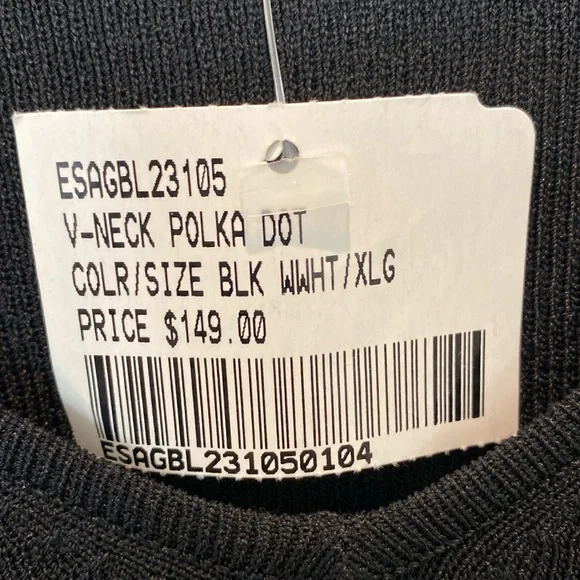 ESAGBL23105
V-NECK POLKA DOT
COLR/SIZE BLK WWHT/XLG
PRICE $149.00
ESAGBL231050104